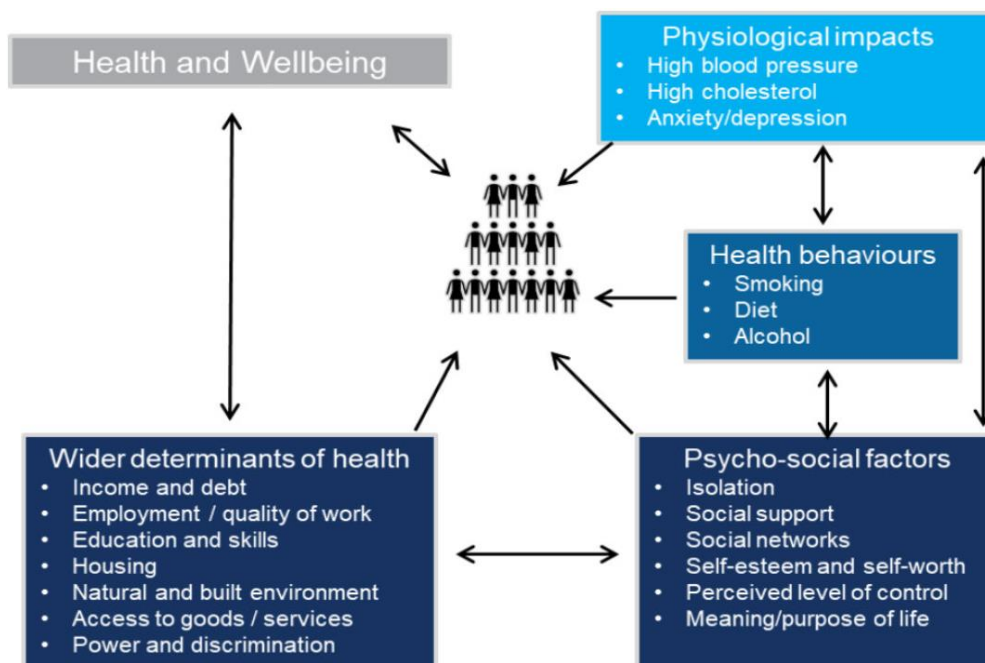 Health and Wellbeing
Physiological impacts
• High blood pressure
• High cholesterol
• Anxiety/depression
Health behaviours
• Smoking
• Diet
• Alcohol
Wider determinants of health
• Income and debt
• Employment / quality of work
• Education and skills
• Housing
• Natural and built environment
• Access to goods / services
• Power and discrimination
Psycho-social factors
• Isolation
• Social support
• Social networks
• Self-esteem and self-worth
• Perceived level of control
• Meaning/purpose of life